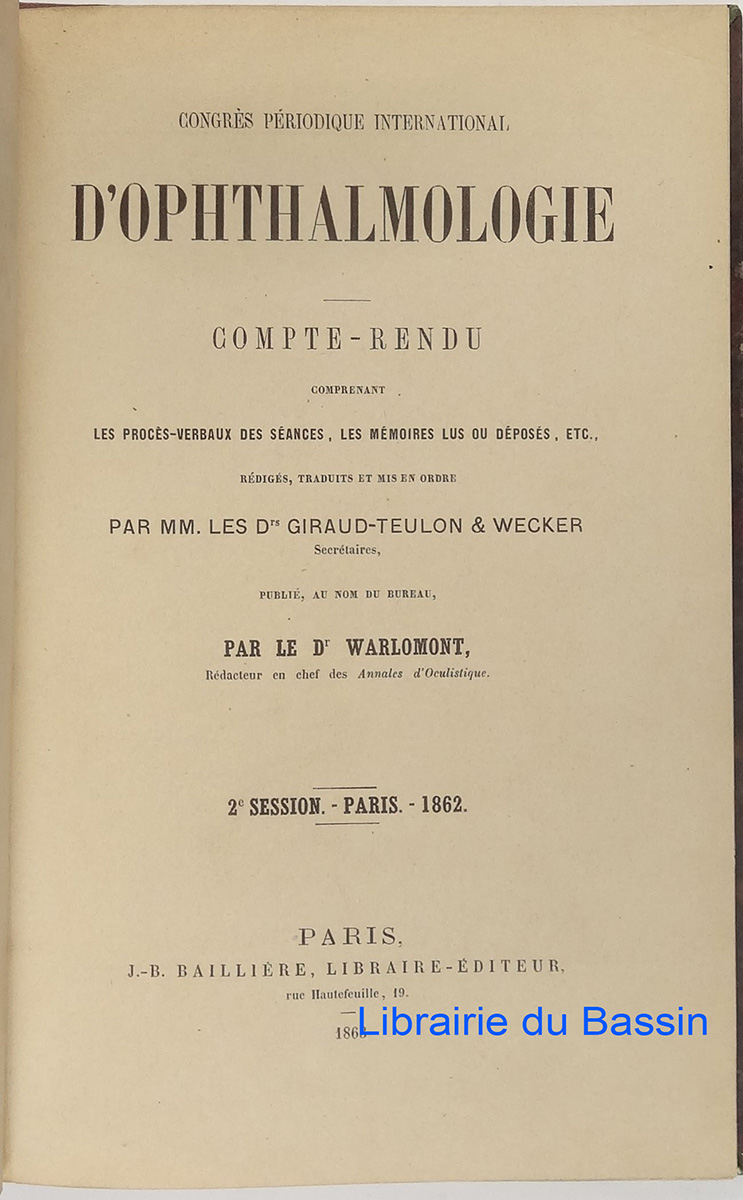 CONGRÈS PÉRIODIQUE INTERNATIONAL
D'OPHTHALMOLOGIE
COMPTE-RENDU
COMPRENANT
LES PROCÈS-VERBAUX DES SÉANCES, LES MÉMOIRES LUS OU DÉPOSÉS, ETC.,
RÉDIGÉS, TRADUITS ET MIS EN ORDRE
PAR MM. LES Drs GIRAUD-TEULON & WECKER
Secrétaires,
PUBLIÉ, AU NOM DU BUREAU,
PAR LE Dr WARLOMONT,
Rédacteur en chef des Annales d'Oculistique.
2e SESSION. - PARIS. - 1862.
PARIS,
J.-B. BAILLIÈRE, LIBRAIRE-ÉDITEUR,
rue Hautefeuille, 19.
Librairie du Bassin